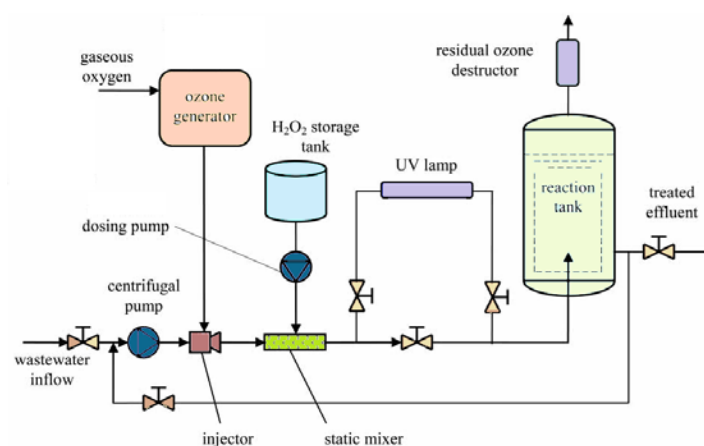 gaseous
oxygen
ozone
generator
H₂O₂ storage
tank
residual ozone
destructor
UV lamp
reaction
tank
treated
effluent
dosing pump
centrifugal
pump
wastewater
inflow
injector
static mixer